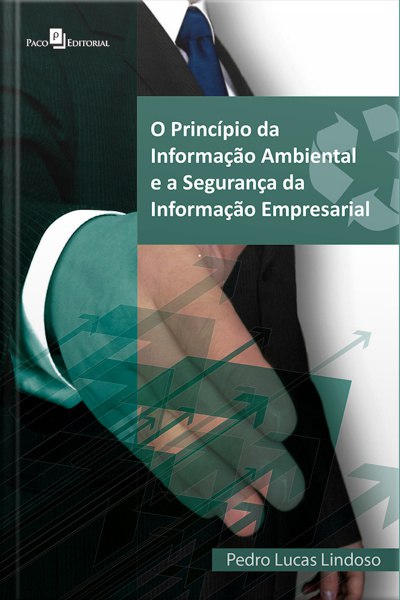 PACO EDITORIAL
O Princípio da
Informação Ambiental
e a Segurança da
Informação Empresarial
Pedro Lucas Lindoso